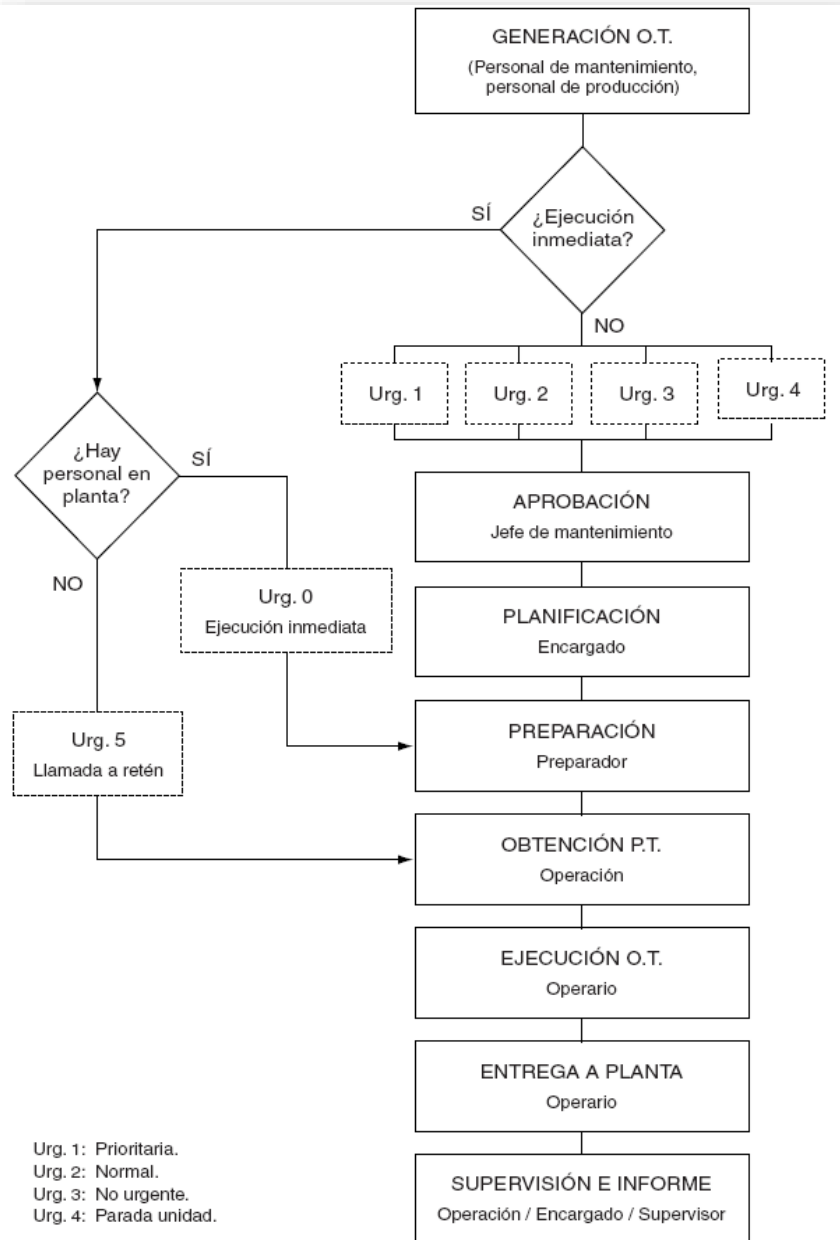 GENERACIÓN O.T.
(Personal de mantenimiento,
personal de producción)
¿Ejecución
inmediata?
SÍ
NO
Urg. 1
Urg. 2
Urg. 3
Urg. 4
¿Hay
personal en
planta?
SÍ
NO
Urg. 0
Ejecución inmediata
Urg. 5
Llamada a retén
APROBACIÓN
Jefe de mantenimiento
PLANIFICACIÓN
Encargado
PREPARACIÓN
Preparador
OBTENCIÓN P.T.
Operación
EJECUCIÓN O.T.
Operario
ENTREGA A PLANTA
Operario
SUPERVISIÓN E INFORME
Operación / Encargado / Supervisor
Urg. 1: Prioritaria.
Urg. 2: Normal.
Urg. 3: No urgente.
Urg. 4: Parada unidad.